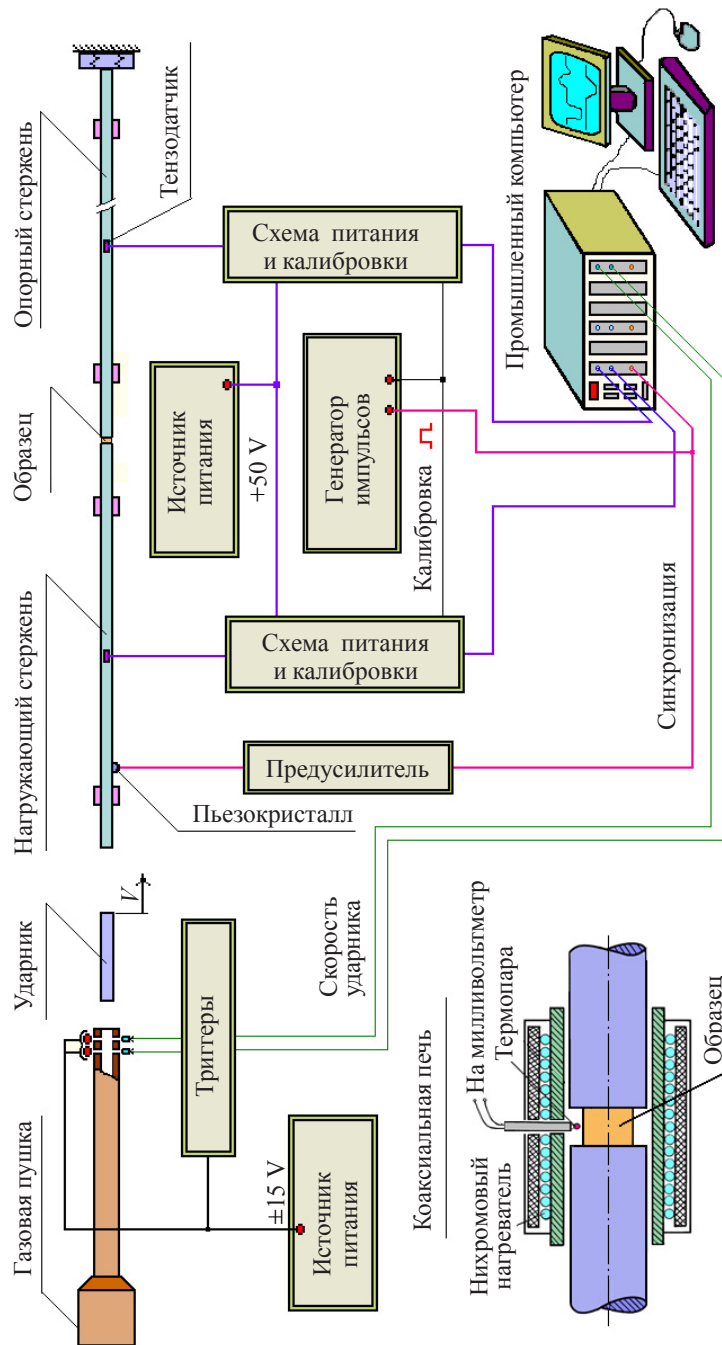 Газовая пушка
Ударник
V
Нагружающий стержень
Образец
Опорный стержень
Тензодатчик
Пьезокристалл
Триггеры
±15 V
Источник
питания
Скорость
ударника
Предусилитель
Схема питания
и калибровки
Источник
питания
+50 V
Генератор
импульсов
Калибровка
Схема питания
и калибровки
Синхронизация
Промышленный компьютер
Коаксиальная печь
На милливольтметр
Термопара
Нихромовый
нагреватель
Образец